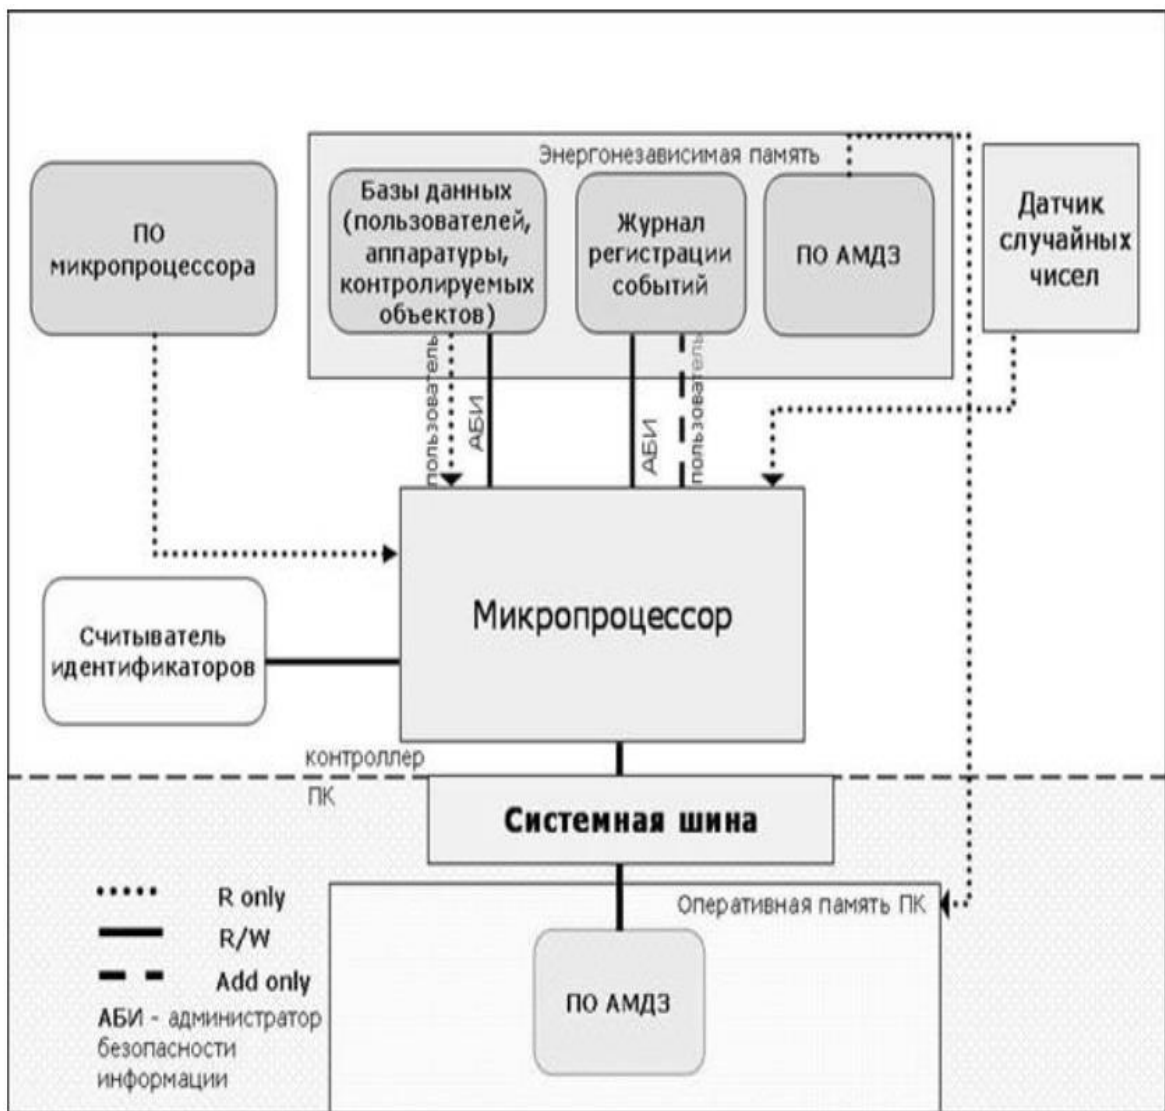 Энергонезависимая память
ПО
микропроцессора
Базы данных
(пользователей,
аппаратуры,
контролируемых
объектов)
Журнал
регистрации
событий
ПО АМДЗ
Датчик
случайных
чисел
пользователь
АБИ
АБИ
пользователь
Микропроцессор
Считыватель
идентификаторов
контроллер
ПК
Системная шина
Оперативная память ПК
ПО АМДЗ
R only
R/W
Add only
АБИ - администратор
безопасности
информации